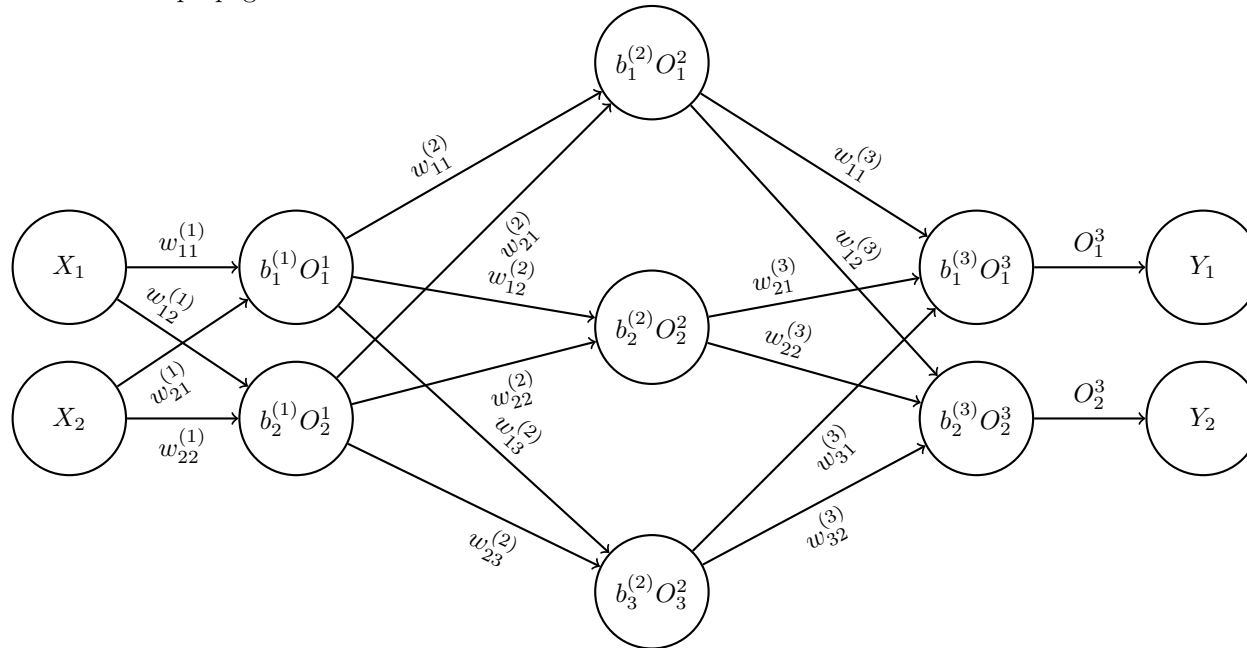 b_1^{(2)}O_1^2
w_{11}^{(2)}
w_{11}^{(3)}
w_{21}^{(2)}
w_{12}^{(3)}
w_{11}^{(1)}
O_1^3
X_1
b_1^{(1)}O_1^1
w_{12}^{(2)}
w_{21}^{(3)}
b_1^{(3)}O_1^3
Y_1
w_{12}^{(1)}
b_2^{(2)}O_2^2
w_{22}^{(3)}
w_{21}^{(1)}
w_{22}^{(2)}
O_2^3
X_2
b_2^{(1)}O_2^1
w_{13}^{(2)}
b_2^{(3)}O_2^3
Y_2
w_{22}^{(1)}
w_{31}^{(3)}
w_{23}^{(2)}
w_{32}^{(3)}
b_3^{(2)}O_3^2